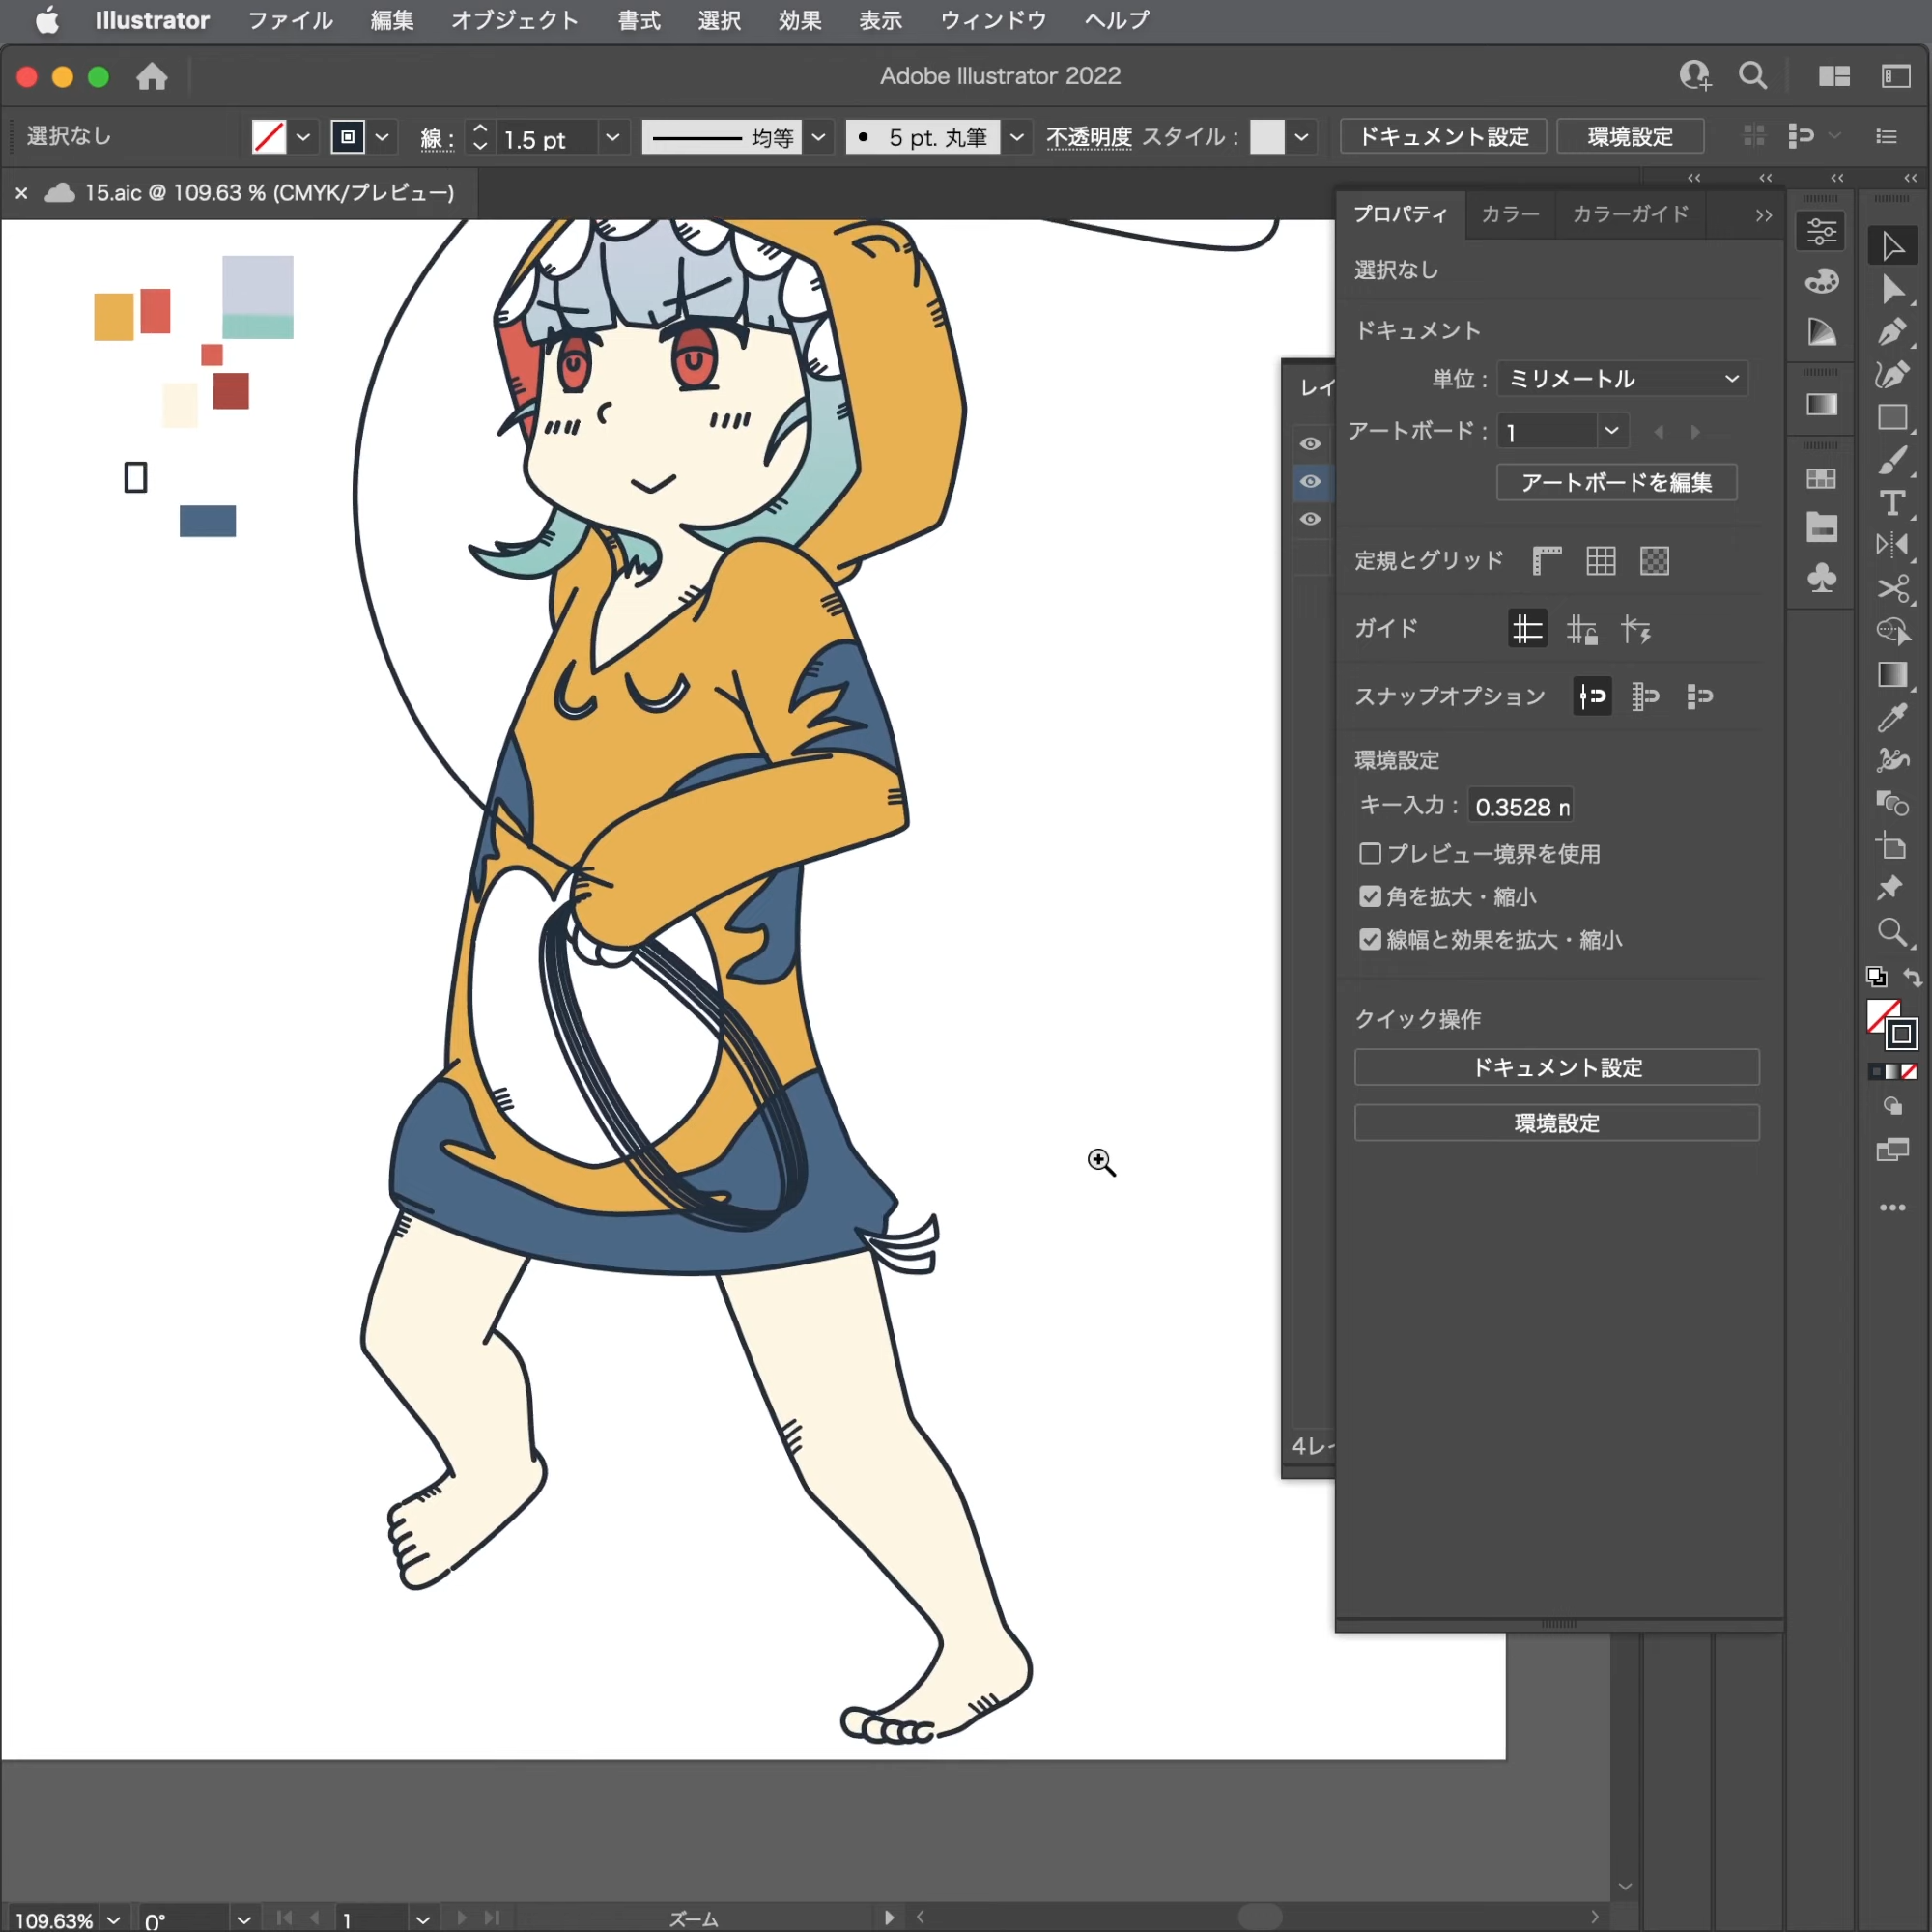 Illustrator ファイル 編集 オブジェクト 書式 選択 効果 表示 ウィンドウ ヘルプ
Adobe Illustrator 2022
選択なし 線 : 1.5 pt 均等 5 pt. 丸筆 不透明度 スタイル : ドキュメント設定 環境設定
× 15.aic @ 109.63 % (CMYK/プレビュー)
プロパティ カラー カラーガイド
選択なし
ドキュメント
単位 : ミリメートル
レイ
アートボード : 1
アートボードを編集
定規とグリッド
ガイド
スナップオプション
環境設定
キー入力 : 0.3528
プレビュー境界を使用
角を拡大・縮小
線幅と効果を拡大・縮小
クイック操作
ドキュメント設定
環境設定
4レイ
109.63% 0° 1 ズーム